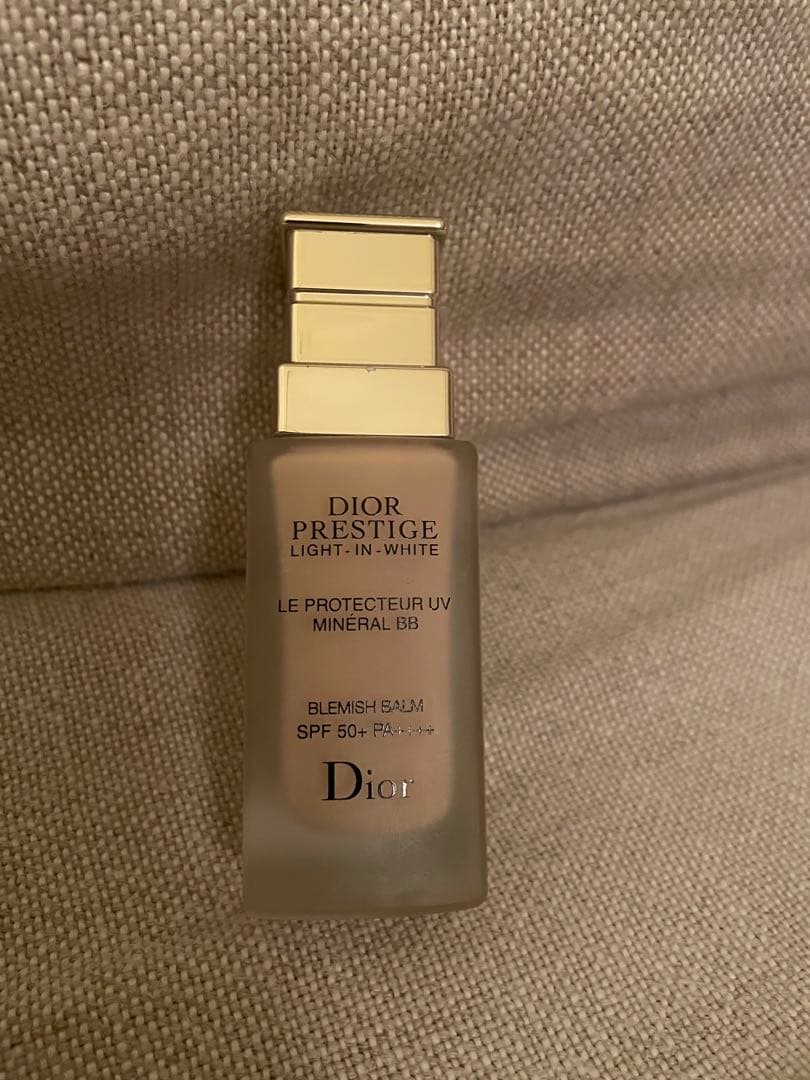 DIOR
PRESTIGE
LIGHT-IN-WHITE
LE PROTECTEUR UV
MINÉRAL BB
BLEMISH BALM
SPF 50+ PA++++
Dior